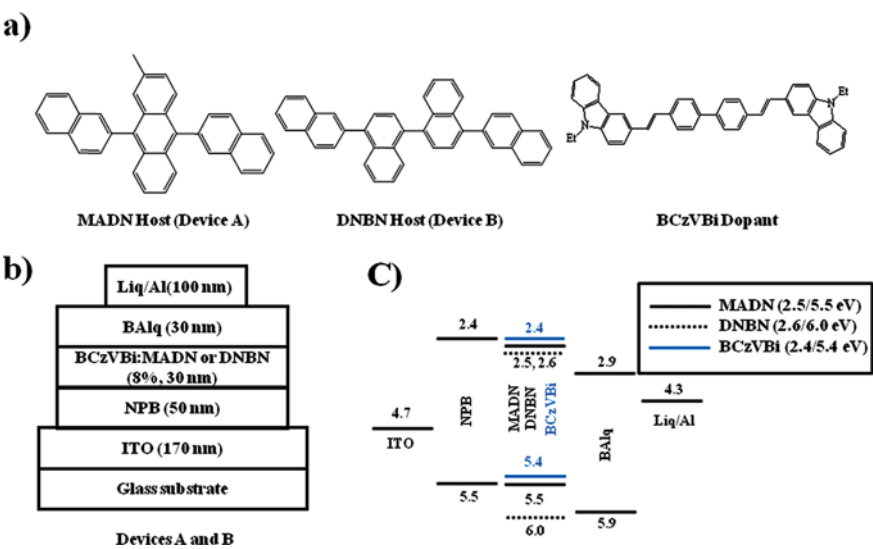 a)
Et
N
N
Et
MADN Host (Device A)
DNBN Host (Device B)
BCzVBi Dopant
b)
Liq/Al(100 nm)
BAlq (30 nm)
BCzVBi:MADN or DNBN
(8%, 30 nm)
NPB (50 nm)
ITO (170 nm)
Glass substrate
Devices A and B
C)
MADN (2.5/5.5 eV)
DNBN (2.6/6.0 eV)
BCzVBi (2.4/5.4 eV)
2.4
2.4
2.5, 2.6
2.9
4.3
Liq/Al
4.7
ITO
NPB
MADN
DNBN
BCzVBi
BAlq
5.4
5.5
5.5
6.0
5.9